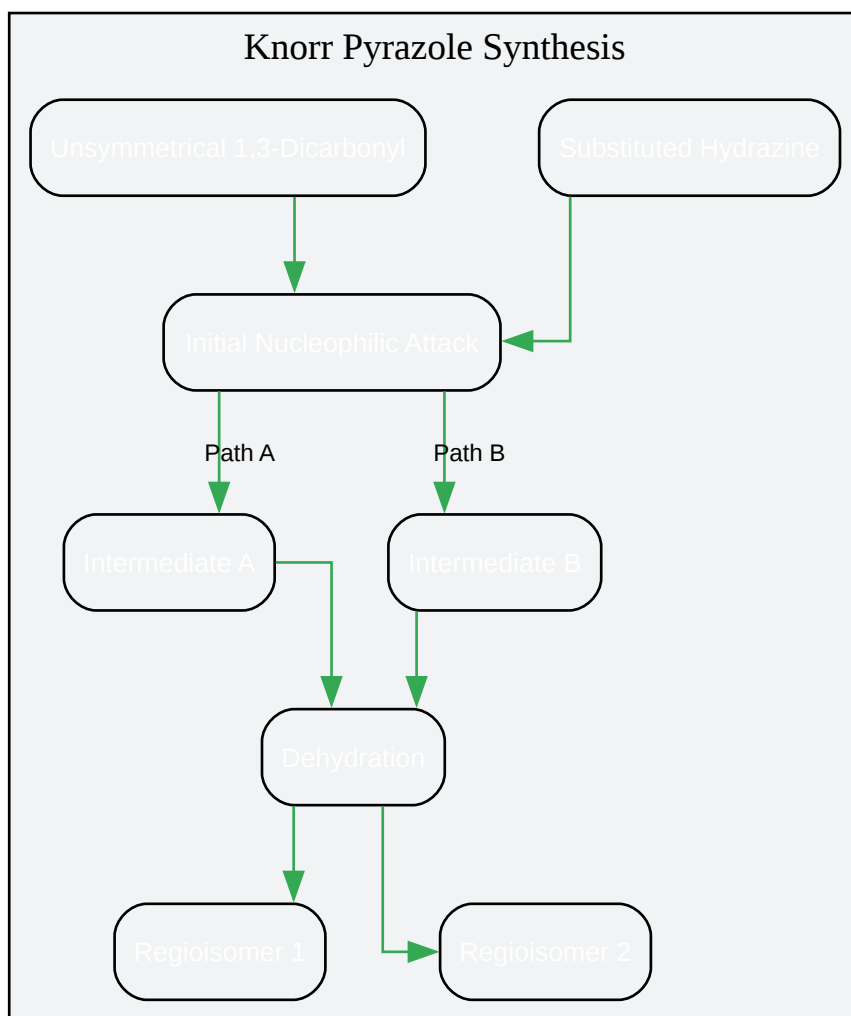 Knorr Pyrazole Synthesis
Unsymmetrical 1,3-Dicarbonyl
Substituted Hydrazine
Initial Nucleophilic Attack
Path A
Path B
Intermediate A
Intermediate B
Dehydration
Regioisomer 1
Regioisomer 2